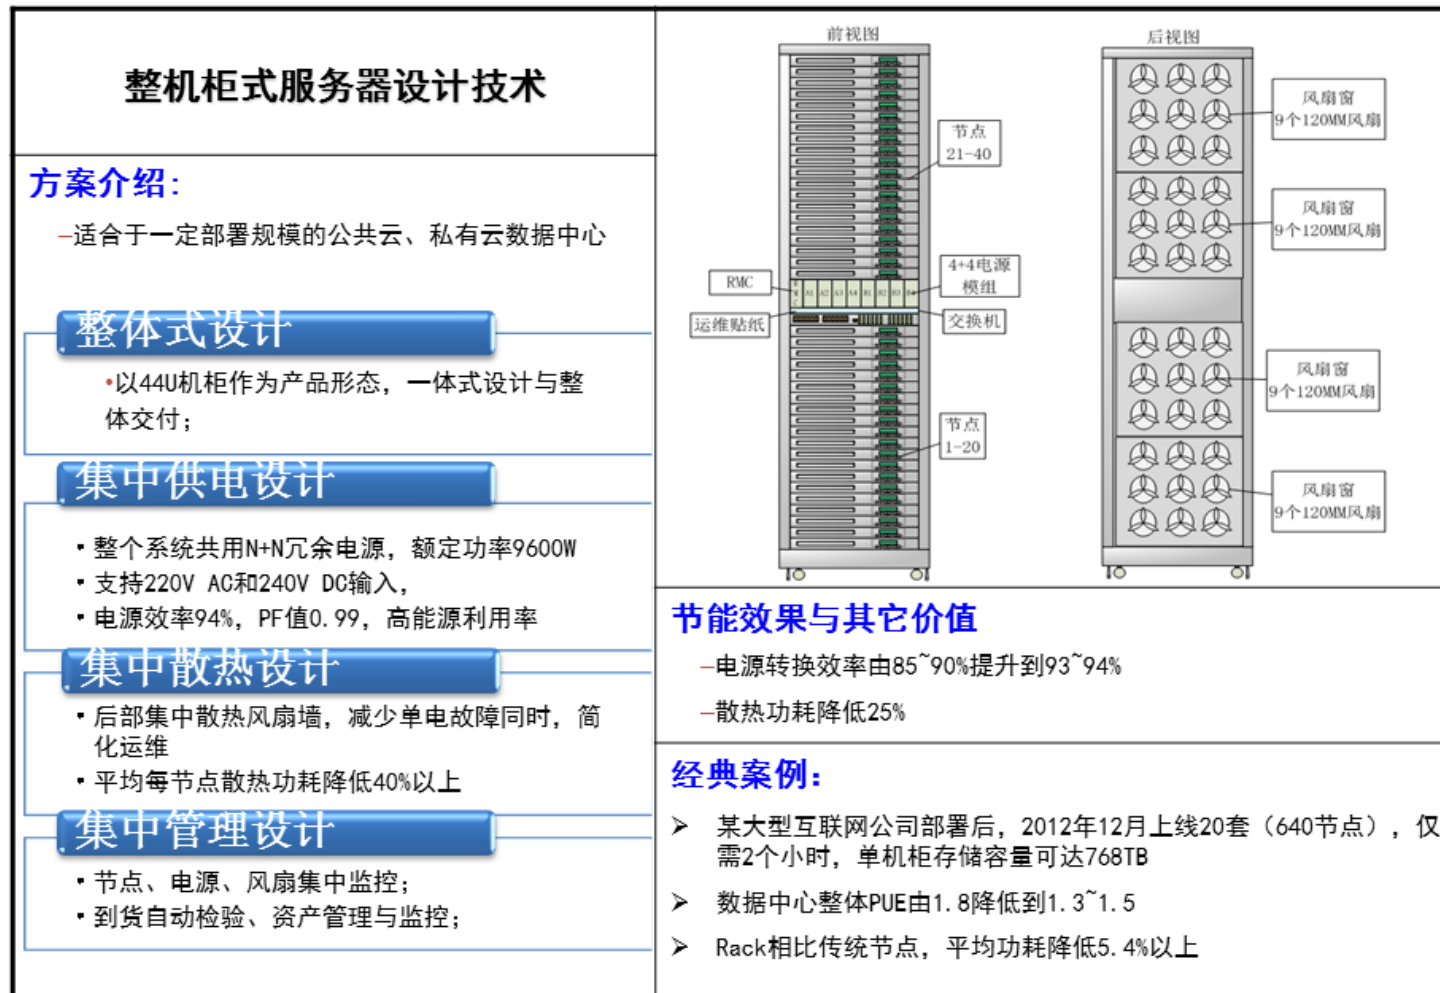 整机柜式服务器设计技术
方案介绍:
–适合于一定部署规模的公共云、私有云数据中心
整体式设计
•以44U机柜作为产品形态，一体式设计与整
体交付；
集中供电设计
▪整个系统共用N+N冗余电源，额定功率9600W
▪支持220V AC和240V DC输入，
▪电源效率94%，PF值0.99，高能源利用率
集中散热设计
▪后部集中散热风扇墙，减少单电故障同时，简
化运维
▪平均每节点散热功耗降低40%以上
集中管理设计
▪节点、电源、风扇集中监控；
▪到货自动检验、资产管理与监控；
前视图
节点
21-40
RMC
运维贴纸
A1 A2 A3 A4 B1 B2 B3 B4
4+4电源
模组
交换机
节点
1-20
后视图
风扇窗
9个120MM风扇
风扇窗
9个120MM风扇
风扇窗
9个120MM风扇
风扇窗
9个120MM风扇
节能效果与其它价值
–电源转换效率由85~90%提升到93~94%
–散热功耗降低25%
经典案例：
➢ 某大型互联网公司部署后，2012年12月上线20套（640节点），仅
需2个小时，单机柜存储容量可达768TB
➢ 数据中心整体PUE由1.8降低到1.3~1.5
➢ Rack相比传统节点，平均功耗降低5.4%以上